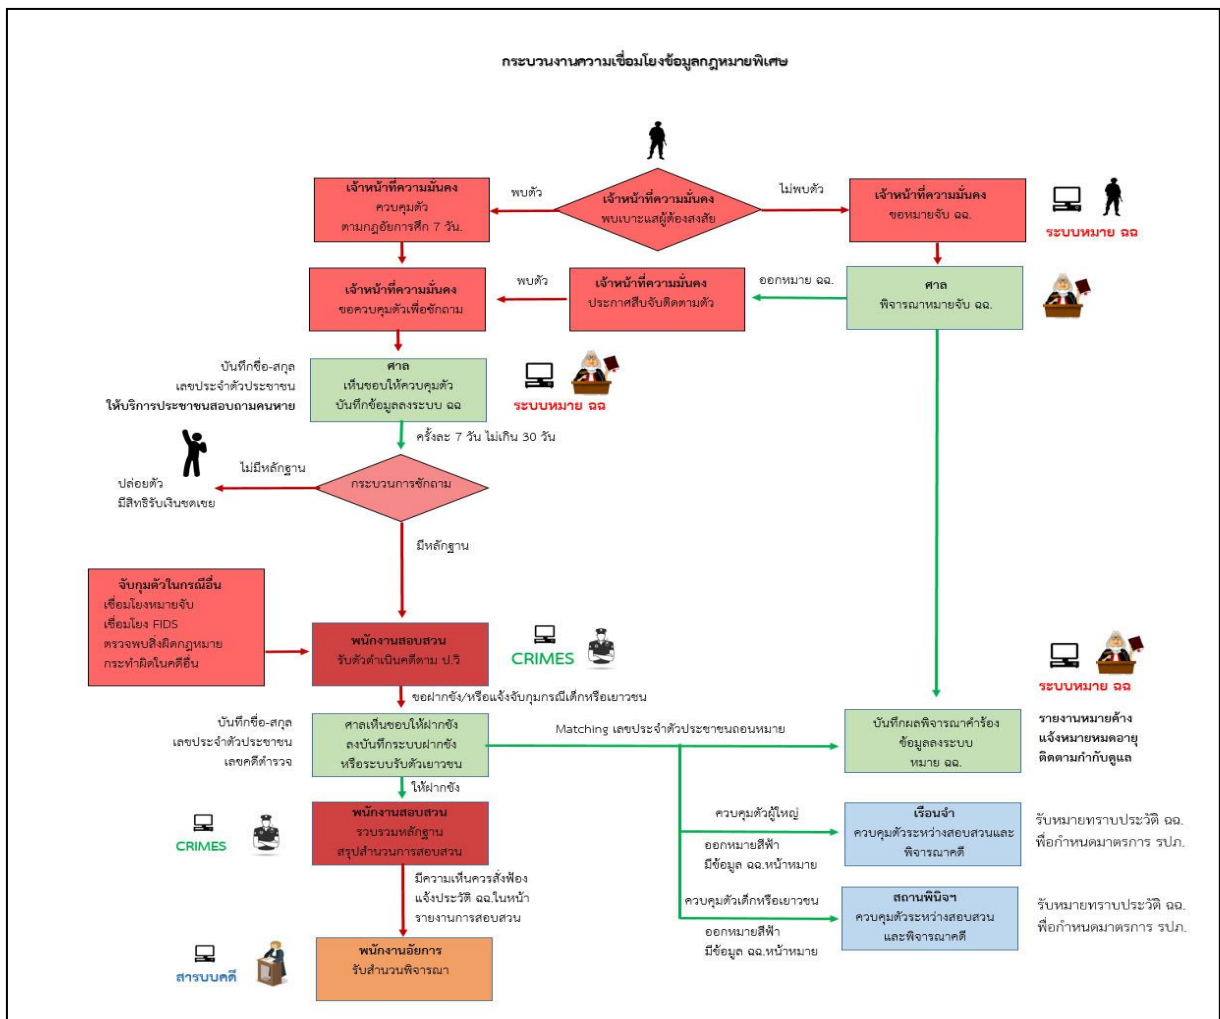 กระบวนงานความเชื่อมโยงข้อมูลกฎหมายพิเศษ
เจ้าหน้าที่ความมั่นคง
ควบคุมตัว
ตามกฎอัยการศึก 7 วัน.
พบตัว
เจ้าหน้าที่ความมั่นคง
พบเบาะแสผู้ต้องสงสัย
ไม่พบตัว
เจ้าหน้าที่ความมั่นคง
ขอหมายจับ ฉฉ.
ระบบหมาย ฉฉ
เจ้าหน้าที่ความมั่นคง
ขอควบคุมตัวเพื่อซักถาม
พบตัว
เจ้าหน้าที่ความมั่นคง
ประกาศสืบจับติดตามตัว
ออกหมาย ฉฉ.
ศาล
พิจารณาหมายจับ ฉฉ.
บันทึกชื่อ-สกุล
เลขประจำตัวประชาชน
ให้บริการประชาชนสอบถามคนหาย
ศาล
เห็นชอบให้ควบคุมตัว
บันทึกข้อมูลลงระบบ ฉฉ
ระบบหมาย ฉฉ
ครั้งละ 7 วัน ไม่เกิน 30 วัน
ไม่มีหลักฐาน
กระบวนการซักถาม
ปล่อยตัว
มีสิทธิรับเงินชดเชย
มีหลักฐาน
จับกุมตัวในกรณีอื่น
เชื่อมโยงหมายจับ
เชื่อมโยง FIDS
ตรวจพบสิ่งผิดกฎหมาย
กระทำผิดในคดีอื่น
พนักงานสอบสวน
รับตัวดำเนินคดีตาม ป.วิ
CRIMES
ระบบหมาย ฉฉ
ขอฝากขัง/หรือแจ้งจับกุมกรณีเด็กหรือเยาวชน
บันทึกชื่อ-สกุล
เลขประจำตัวประชาชน
เลขคดีตำรวจ
ศาลเห็นชอบให้ฝากขัง
ลงบันทึกระบบฝากขัง
หรือระบบรับตัวเยาวชน
Matching เลขประจำตัวประชาชนถอนหมาย
บันทึกผลพิจารณาคำร้อง
ข้อมูลลงระบบ
หมาย ฉฉ.
รายงานหมายค้าง
แจ้งหมายหมดอายุ
ติดตามกำกับดูแล
ให้ฝากขัง
CRIMES
พนักงานสอบสวน
รวบรวมหลักฐาน
สรุปสำนวนการสอบสวน
ควบคุมตัวผู้ใหญ่
ออกหมายสีฟ้า
มีข้อมูล ฉฉ.หน้าหมาย
เรือนจำ
ควบคุมตัวระหว่างสอบสวนและ
พิจารณาคดี
รับหมายทราบประวัติ ฉฉ.
พื่อกำหนดมาตรการ รปภ.
มีความเห็นควรสั่งฟ้อง
แจ้งประวัติ ฉฉ.ในหน้า
รายงานการสอบสวน
ควบคุมตัวเด็กหรือเยาวชน
ออกหมายสีฟ้า
มีข้อมูล ฉฉ.หน้าหมาย
สถานพินิจฯ
ควบคุมตัวระหว่างสอบสวน
และพิจารณาคดี
รับหมายทราบประวัติ ฉฉ.
พื่อกำหนดมาตรการ รปภ.
สารบบคดี
พนักงานอัยการ
รับสำนวนพิจารณา